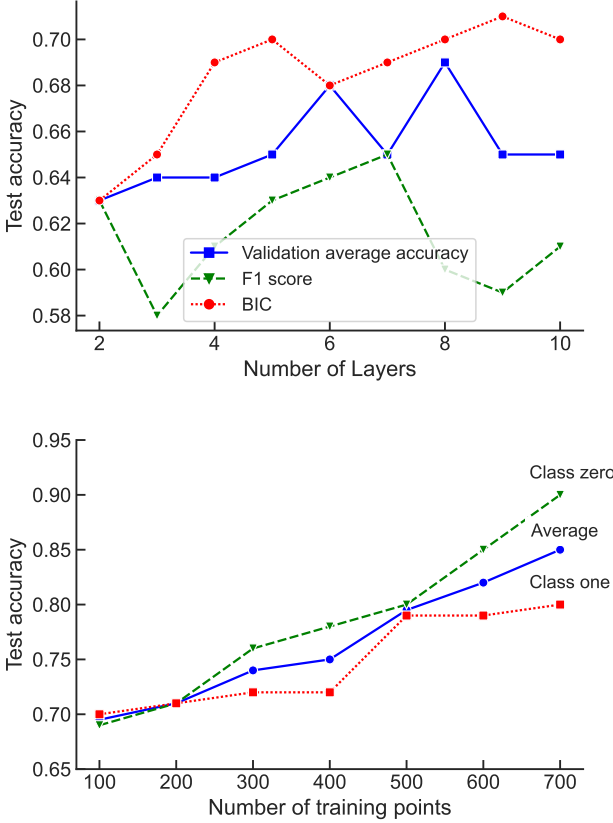 0.70
0.68
0.66
0.64
0.62
0.60
0.58
Test accuracy
Validation average accuracy
F1 score
BIC
2 4 6 8 10
Number of Layers
0.95
0.90
0.85
0.80
0.75
0.70
0.65
Test accuracy
Class zero
Average
Class one
100 200 300 400 500 600 700
Number of training points